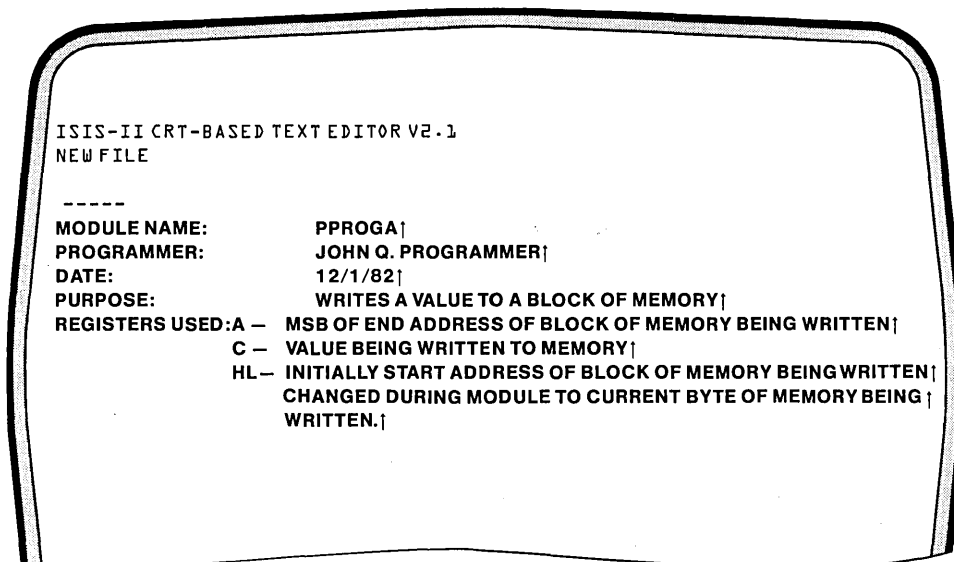 ISIS-II CRT-BASED TEXT EDITOR V2.1
NEW FILE
-----
MODULE NAME: PPROGA↑
PROGRAMMER: JOHN Q. PROGRAMMER↑
DATE: 12/1/82↑
PURPOSE: WRITES A VALUE TO A BLOCK OF MEMORY↑
REGISTERS USED:A — MSB OF END ADDRESS OF BLOCK OF MEMORY BEING WRITTEN↑
C — VALUE BEING WRITTEN TO MEMORY↑
HL— INITIALLY START ADDRESS OF BLOCK OF MEMORY BEING WRITTEN↑
CHANGED DURING MODULE TO CURRENT BYTE OF MEMORY BEING ↑
WRITTEN.↑